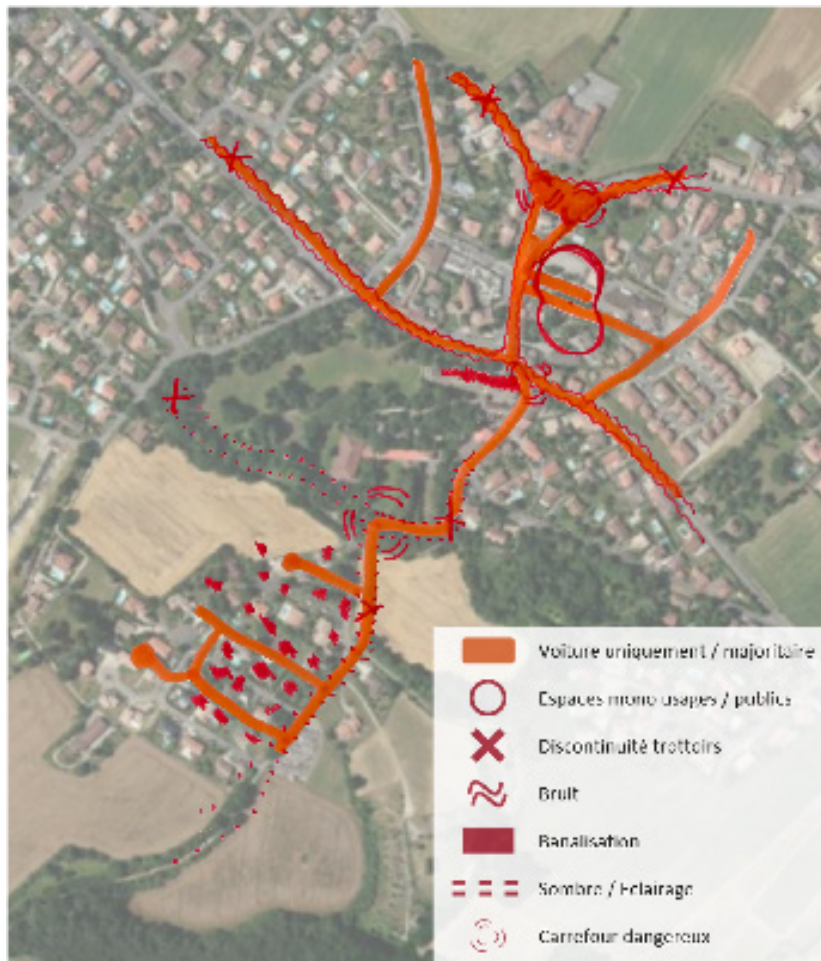 Voiture uniquement / majoritaire
Espaces mono usages / publics
Discontinuité trottoirs
Bruit
Banalisation
Sombre / Eclairage
Carrefour dangereux